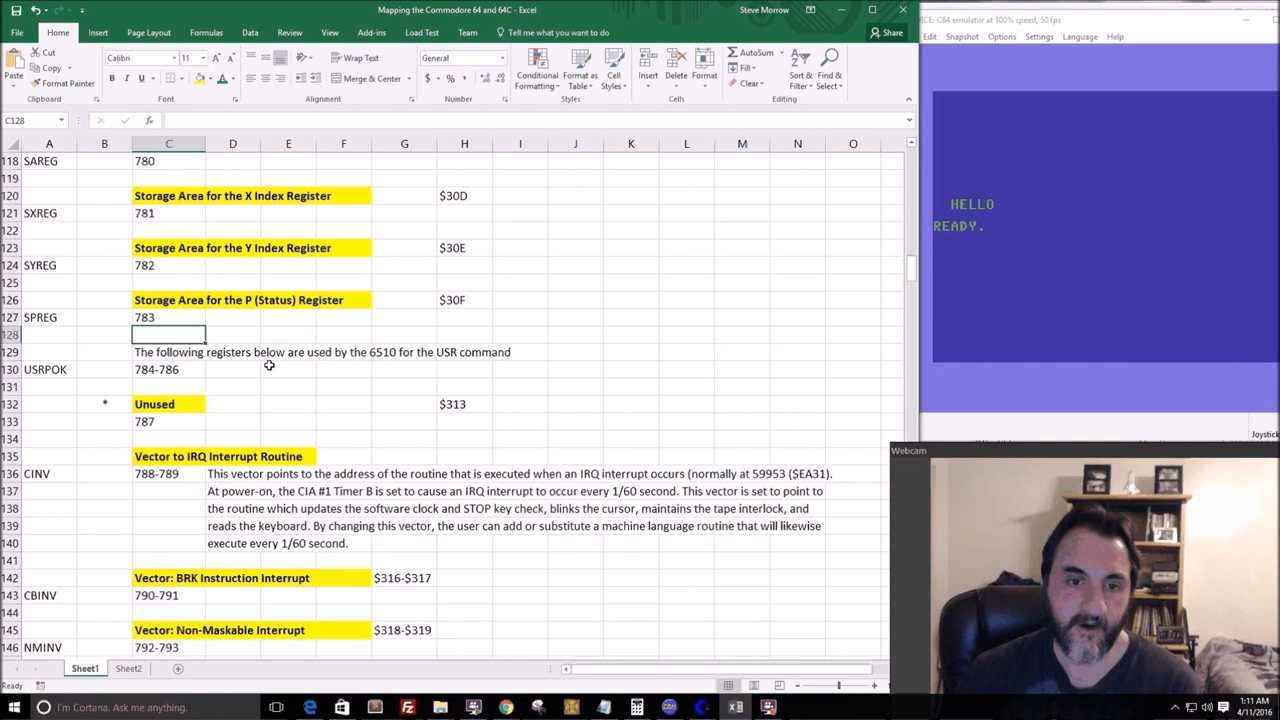 Mapping the Commodore 64 and 64C - Excel
Steve Morrow
ICE: C64 emulator at 100% speed, 50 fps
File Home Insert Page Layout Formulas Data Review View Add-ins Load Test Team Tell me what you want to do Share
Edit Snapshot Options Settings Language Help
Paste
Cut
Copy
Format Painter
Clipboard
Calibri 11
B I U
Font
Wrap Text
Merge & Center
Alignment
General
$ % ,
Number
Conditional Formatting
Format as Table
Cell Styles
Styles
Insert Delete Format
Cells
AutoSum
Fill
Clear
Sort & Filter
Find & Select
Editing
C128 fx
A B C D E F G H I J K L M N O
118 SAREG 780
119
120 Storage Area for the X Index Register $30D
121 SXREG 781
122
123 Storage Area for the Y Index Register $30E
124 SYREG 782
125
126 Storage Area for the P (Status) Register $30F
127 SPREG 783
128
129 The following registers below are used by the 6510 for the USR command
130 USRPOK 784-786
131
132 * Unused $313
133 787
134
135 Vector to IRQ Interrupt Routine
136 CINV 788-789 This vector points to the address of the routine that is executed when an IRQ interrupt occurs (normally at 59953 ($EA31).
137 At power-on, the CIA #1 Timer B is set to cause an IRQ interrupt to occur every 1/60 second. This vector is set to point to
138 the routine which updates the software clock and STOP key check, blinks the cursor, maintains the tape interlock, and
139 reads the keyboard. By changing this vector, the user can add or substitute a machine language routine that will likewise
140 execute every 1/60 second.
141
142 Vector: BRK Instruction Interrupt $316-$317
143 CBINV 790-791
144
145 Vector: Non-Maskable Interrupt $318-$319
146 NMINV 792-793
HELLO
READY.
Joystick
Webcam
Sheet1 Sheet2
Ready
I'm Cortana. Ask me anything.
1:11 AM
4/11/2016